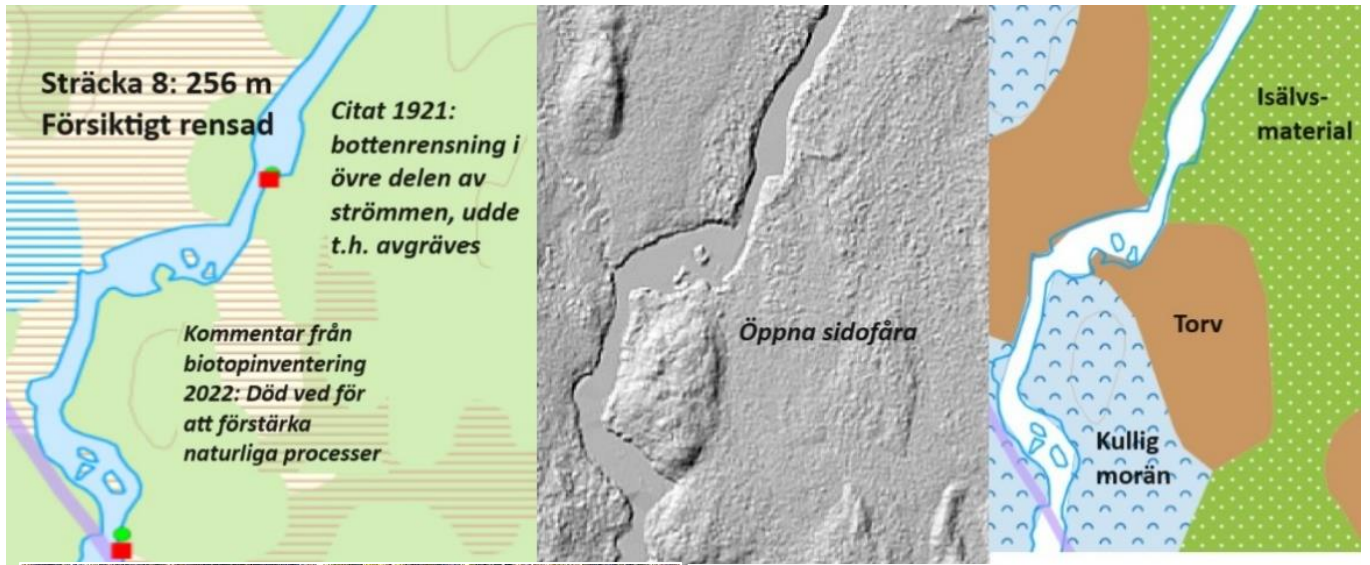 Sträcka 8: 256 m
Försiktigt rensad
Citat 1921:
bottenrensning i
övre delen av
strömmen, udde
t.h. avgräves
Kommentar från
biotopinventering
2022: Död ved för
att förstärka
naturliga processer
Öppna sidofåra
Isälvs-
material
Torv
Kullig
morän